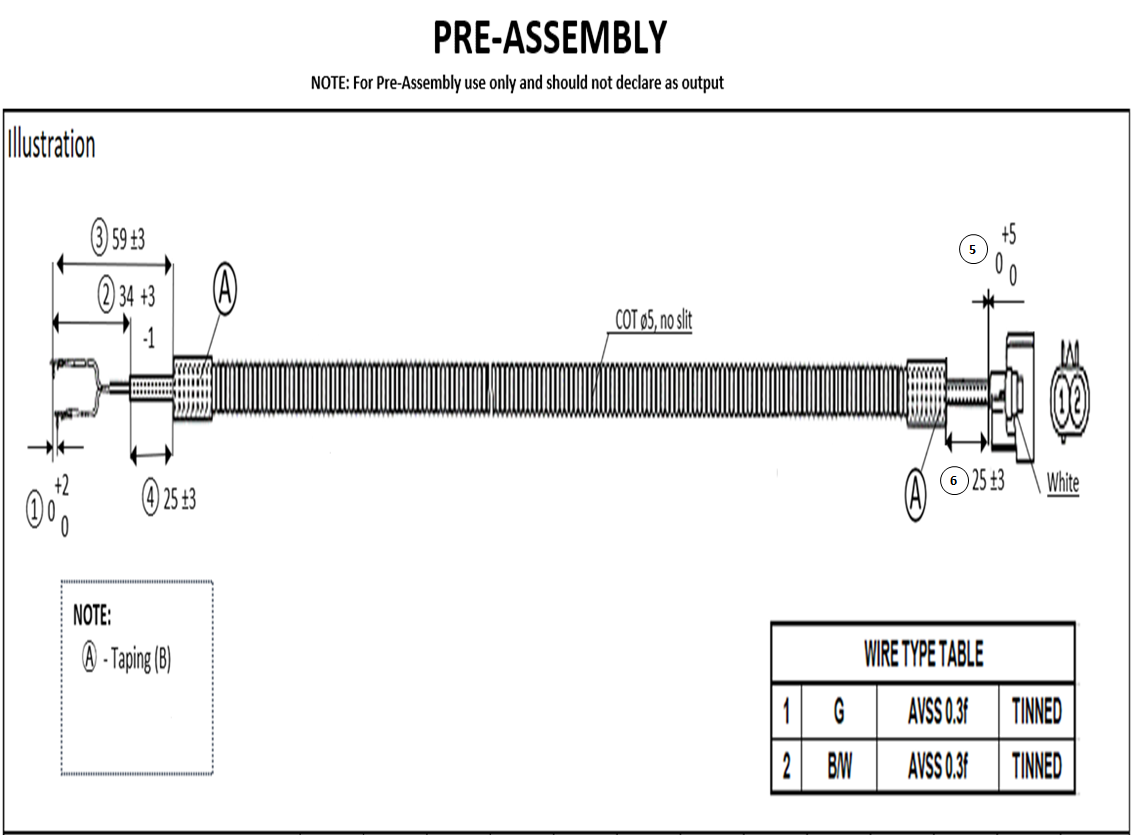 PRE-ASSEMBLY
NOTE: For Pre-Assembly use only and should not declare as output
Illustration
③ 59 ±3
② 34 +3
-1
A
COT ø5, no slit
⑤ +5
0 0
1 2
④ 25 ±3
① 0 +2
0
A
⑥ 25 ±3
White
NOTE:
Ⓐ - Taping (B)
WIRE TYPE TABLE
1 G AVSS 0.3f TINNED
2 B/W AVSS 0.3f TINNED